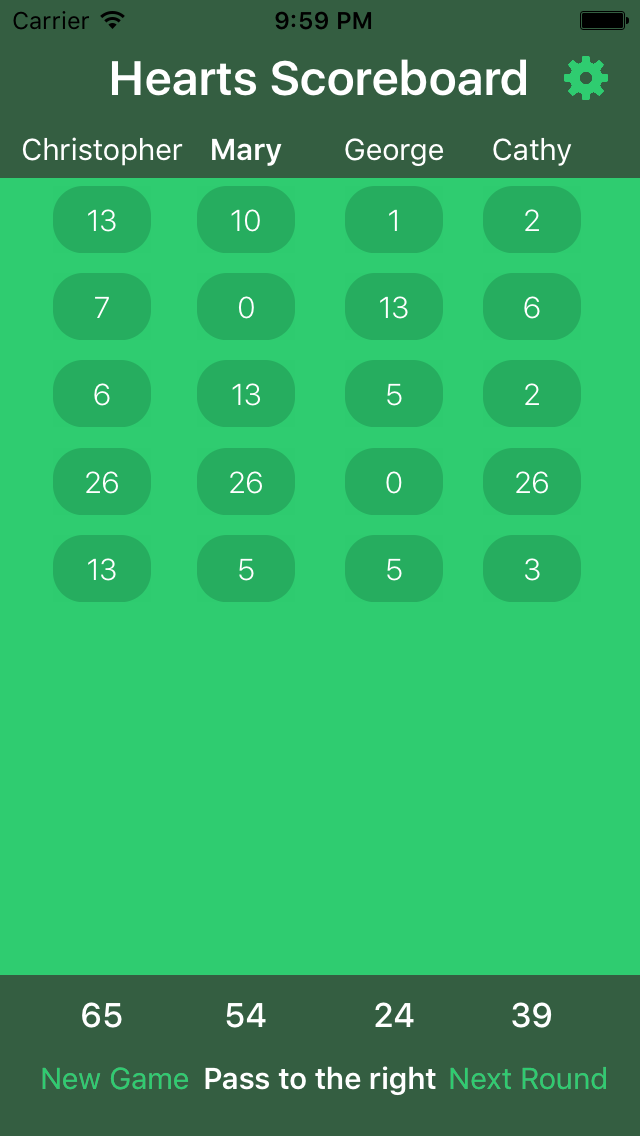 Carrier 9:59 PM
Hearts Scoreboard
Christopher Mary George Cathy
13 10 1 2
7 0 13 6
6 13 5 2
26 26 0 26
13 5 5 3
65 54 24 39
New Game Pass to the right Next Round